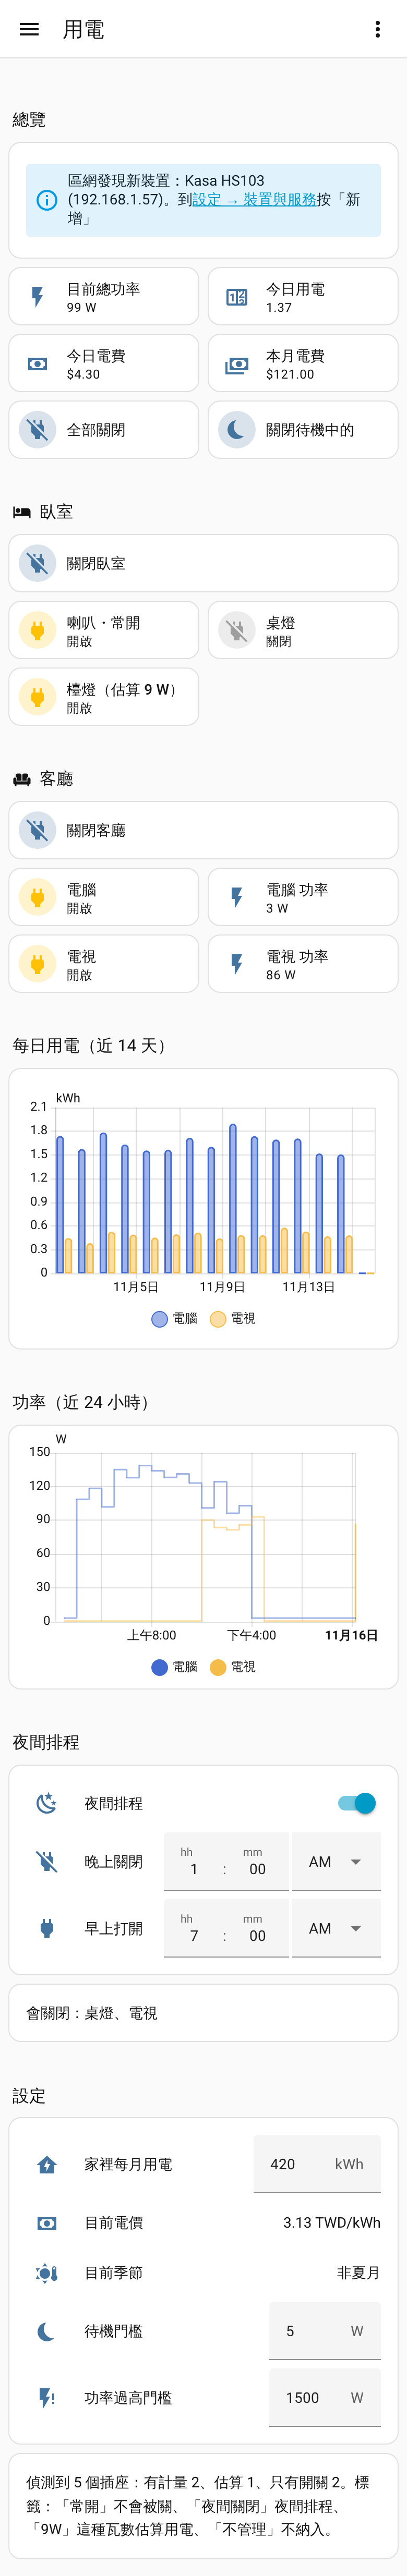 用電
總覽
區網發現新裝置：Kasa HS103
(192.168.1.57)。到設定 → 裝置與服務按「新
增」
目前總功率
99 W
今日用電
1.37
今日電費
$4.30
本月電費
$121.00
全部關閉
關閉待機中的
臥室
關閉臥室
喇叭・常開
開啟
桌燈
關閉
檯燈（估算 9 W）
開啟
客廳
關閉客廳
電腦
開啟
電腦 功率
3 W
電視
開啟
電視 功率
86 W
每日用電（近 14 天）
kWh
2.1
1.8
1.5
1.2
0.9
0.6
0.3
0
11月5日 11月9日 11月13日
電腦 電視
功率（近 24 小時）
W
150
120
90
60
30
0
上午8:00 下午4:00 11月16日
電腦 電視
夜間排程
夜間排程
晚上關閉
hh mm
1 : 00 AM
早上打開
hh mm
7 : 00 AM
會關閉：桌燈、電視
設定
家裡每月用電 420 kWh
目前電價 3.13 TWD/kWh
目前季節 非夏月
待機門檻 5 W
功率過高門檻 1500 W
偵測到 5 個插座：有計量 2、估算 1、只有開關 2。標
籤：「常開」不會被關、「夜間關閉」夜間排程、
「9W」這種瓦數估算用電、「不管理」不納入。